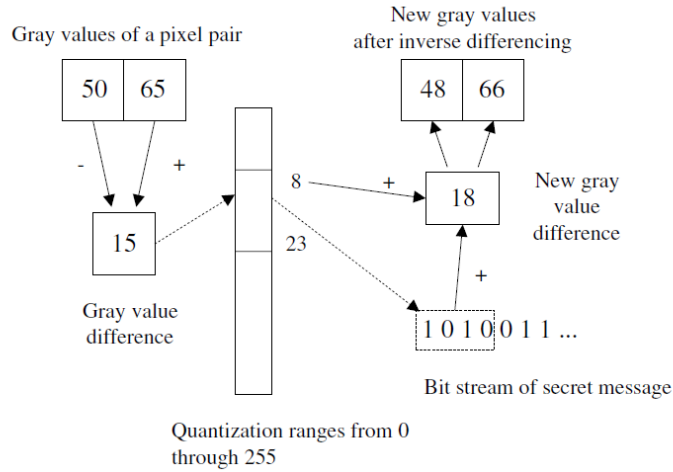 Gray values of a pixel pair
50 65
- +
15
Gray value
difference
8
23
Quantization ranges from 0
through 255
New gray values
after inverse differencing
48 66
+
18
New gray
value
difference
+
1 0 1 0 0 1 1 ...
Bit stream of secret message